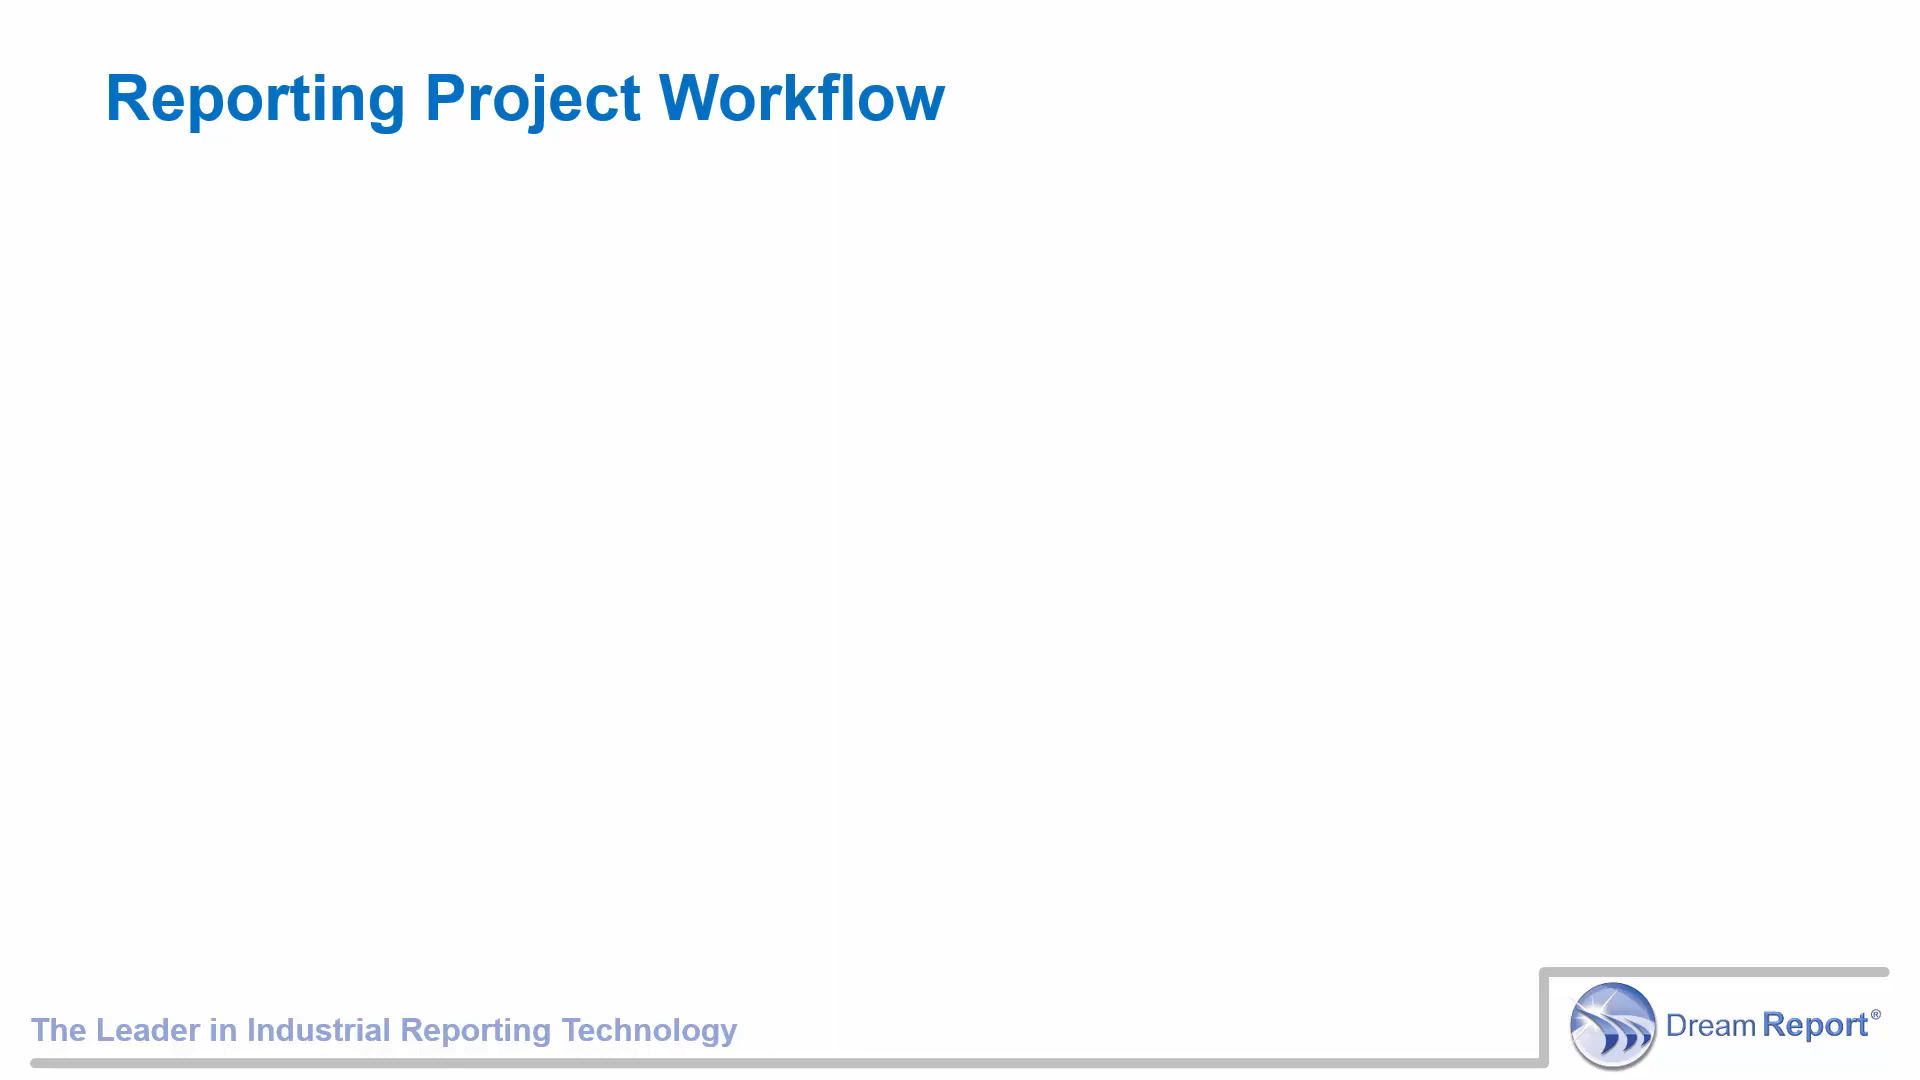 Reporting Project Workflow
The Leader in Industrial Reporting Technology
Dream Report®